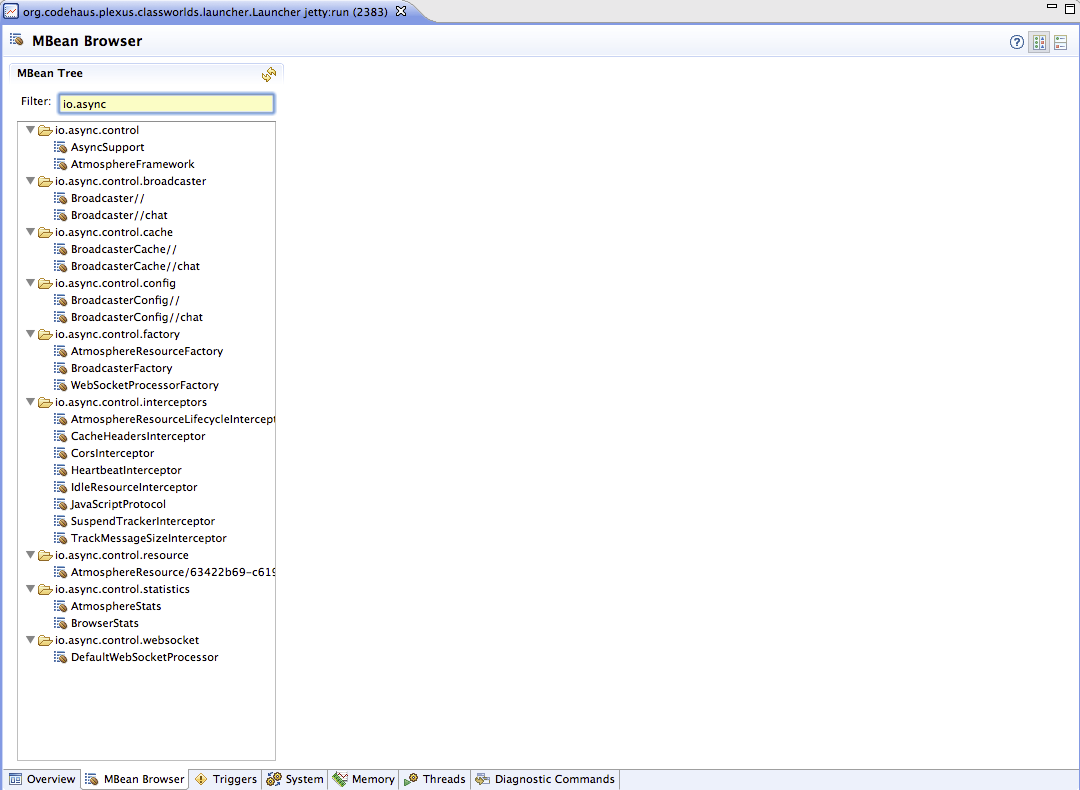 org.codehaus.plexus.classworlds.launcher.Launcher jetty:run (2383)
MBean Browser
MBean Tree
Filter: io.async
io.async.control
AsyncSupport
AtmosphereFramework
io.async.control.broadcaster
Broadcaster//
Broadcaster//chat
io.async.control.cache
BroadcasterCache//
BroadcasterCache//chat
io.async.control.config
BroadcasterConfig//
BroadcasterConfig//chat
io.async.control.factory
AtmosphereResourceFactory
BroadcasterFactory
WebSocketProcessorFactory
io.async.control.interceptors
AtmosphereResourceLifecycleIntercept
CacheHeadersInterceptor
CorsInterceptor
HeartbeatInterceptor
IdleResourceInterceptor
JavaScriptProtocol
SuspendTrackerInterceptor
TrackMessageSizeInterceptor
io.async.control.resource
AtmosphereResource/63422b69-c619
io.async.control.statistics
AtmosphereStats
BrowserStats
io.async.control.websocket
DefaultWebSocketProcessor
Overview MBean Browser Triggers System Memory Threads Diagnostic Commands